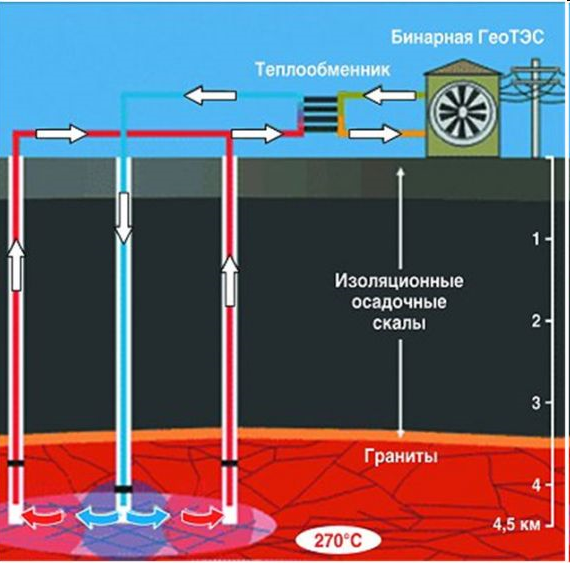 Бинарная ГеоТЭС
Теплообменник
1
Изоляционные
осадочные
скалы
2
3
Граниты
4
4,5 км
270°C